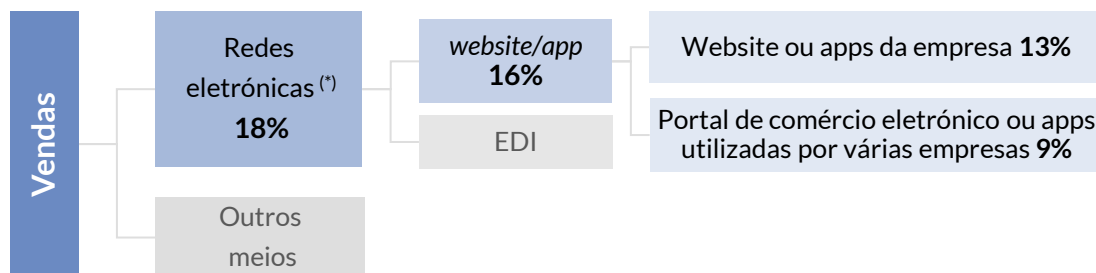 Vendas
Redes
eletrónicas (*)
18%
Outros
meios
website/app
16%
EDI
Website ou apps da empresa 13%
Portal de comércio eletrónico ou apps
utilizadas por várias empresas 9%